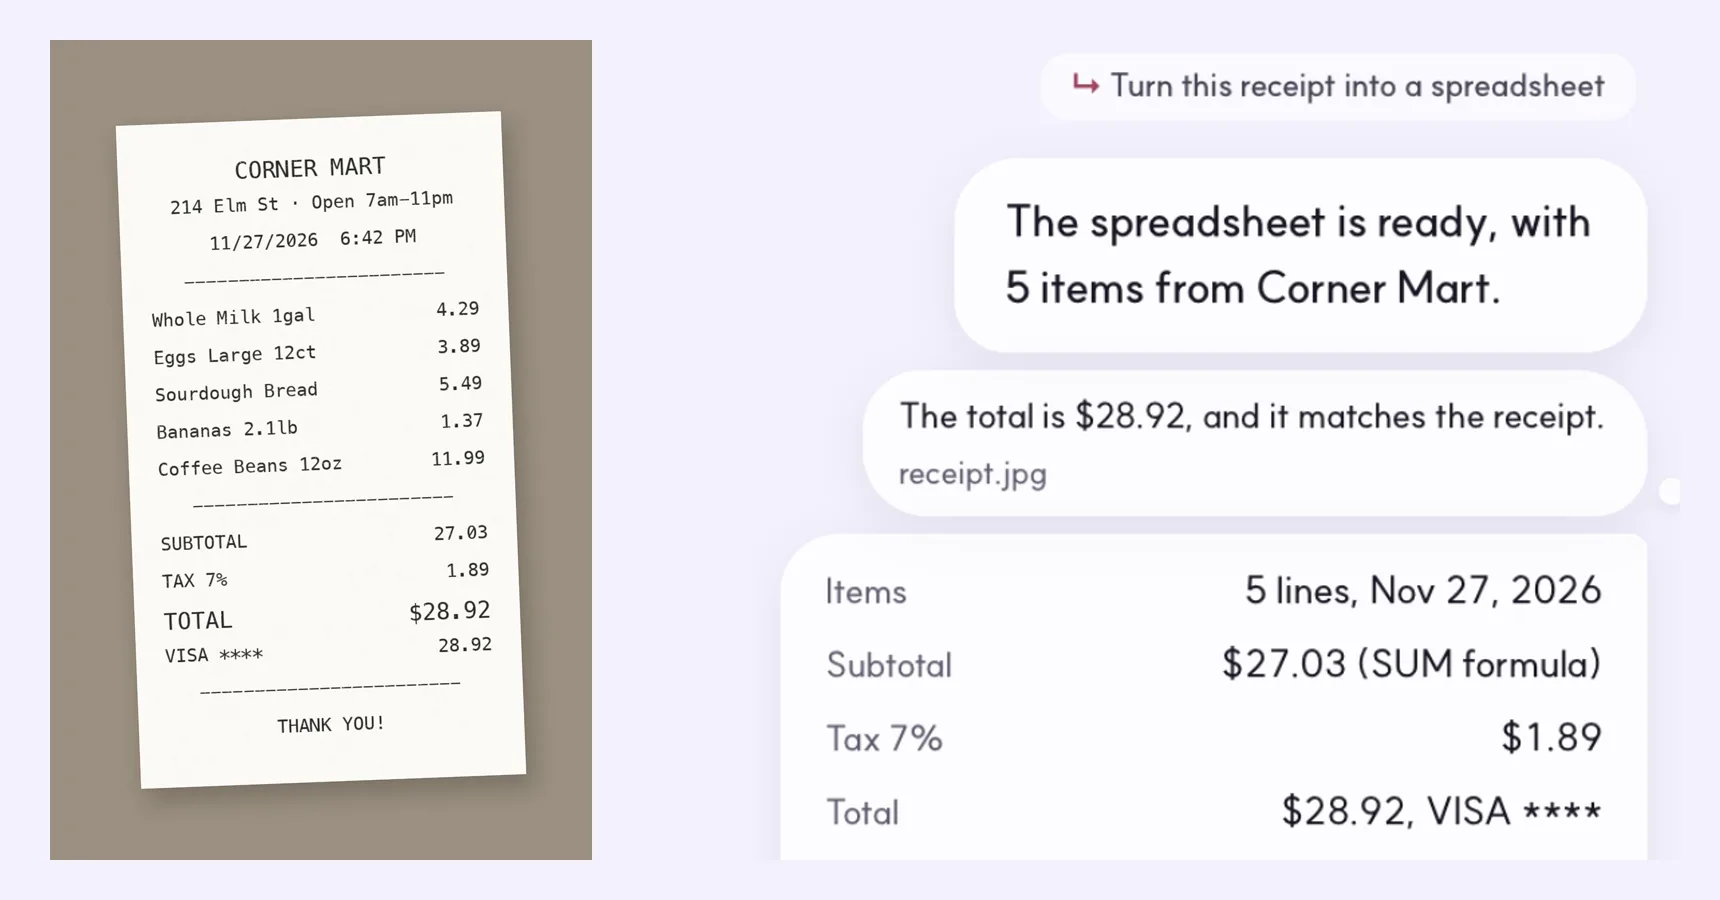 CORNER MART
214 Elm St · Open 7am–11pm
11/27/2026 6:42 PM
Whole Milk 1gal 4.29
Eggs Large 12ct 3.89
Sourdough Bread 5.49
Bananas 2.1lb 1.37
Coffee Beans 12oz 11.99
SUBTOTAL 27.03
TAX 7% 1.89
TOTAL $28.92
VISA **** 28.92
THANK YOU!
↳ Turn this receipt into a spreadsheet
The spreadsheet is ready, with
5 items from Corner Mart.
The total is $28.92, and it matches the receipt.
receipt.jpg
Items 5 lines, Nov 27, 2026
Subtotal $27.03 (SUM formula)
Tax 7% $1.89
Total $28.92, VISA ****